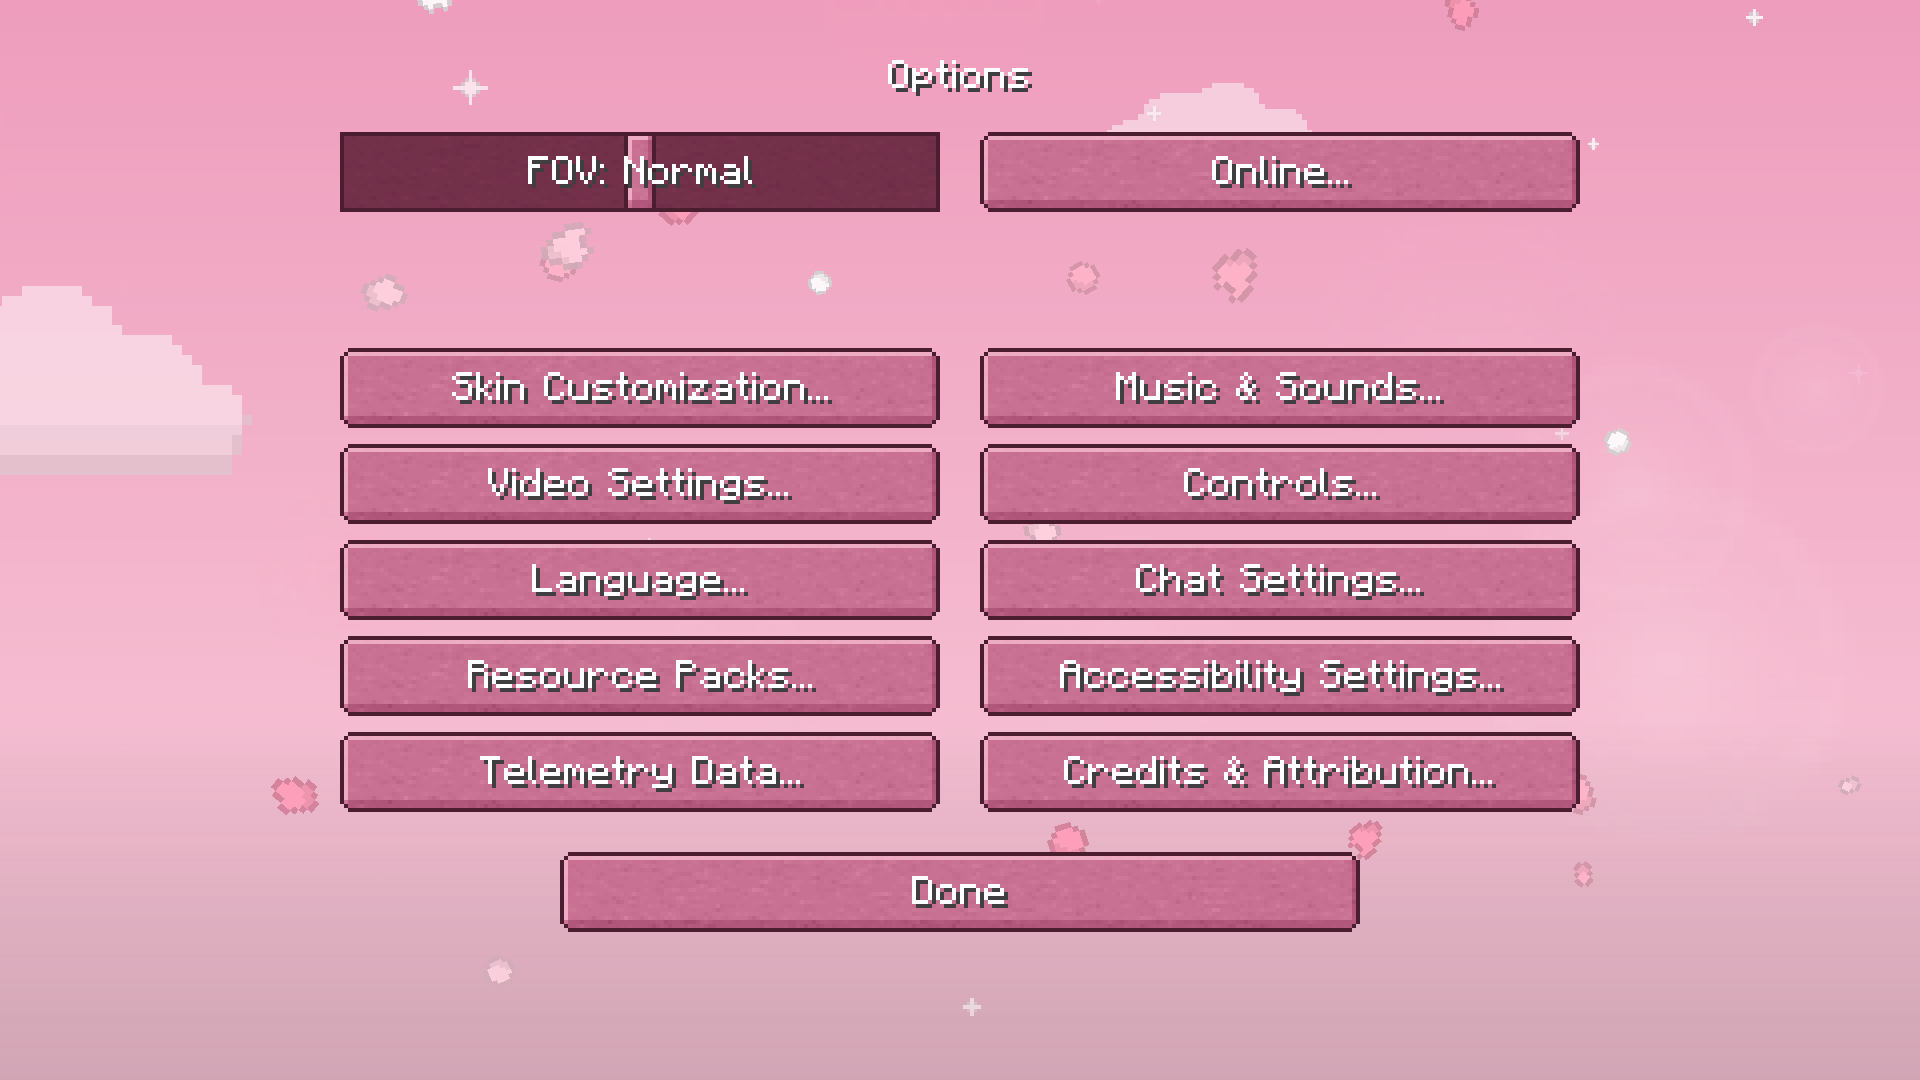 Options
FOV: Normal
Online...
Skin Customization...
Music & Sounds...
Video Settings...
Controls...
Language...
Chat Settings...
Resource Packs...
Accessibility Settings...
Telemetry Data...
Credits & Attribution...
Done